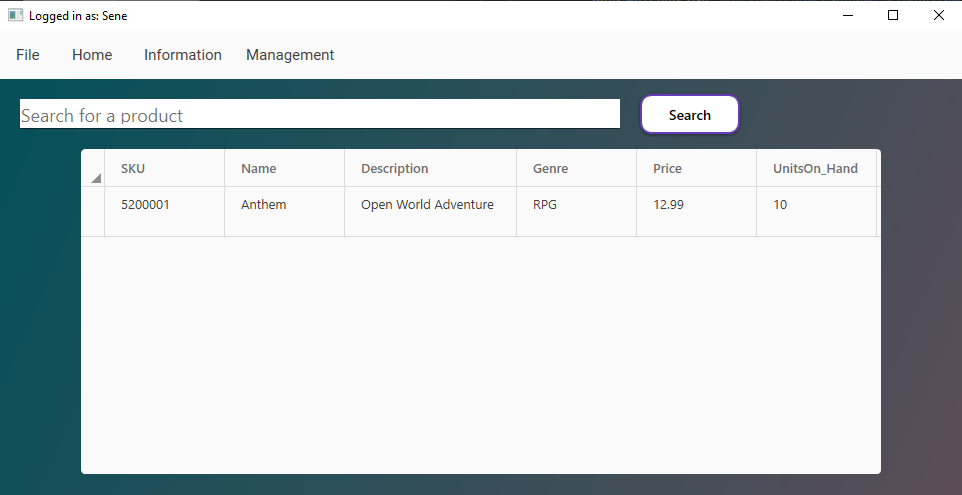 Logged in as: Sene
File Home Information Management
Search for a product Search
SKU Name Description Genre Price UnitsOn_Hand
5200001 Anthem Open World Adventure RPG 12.99 10